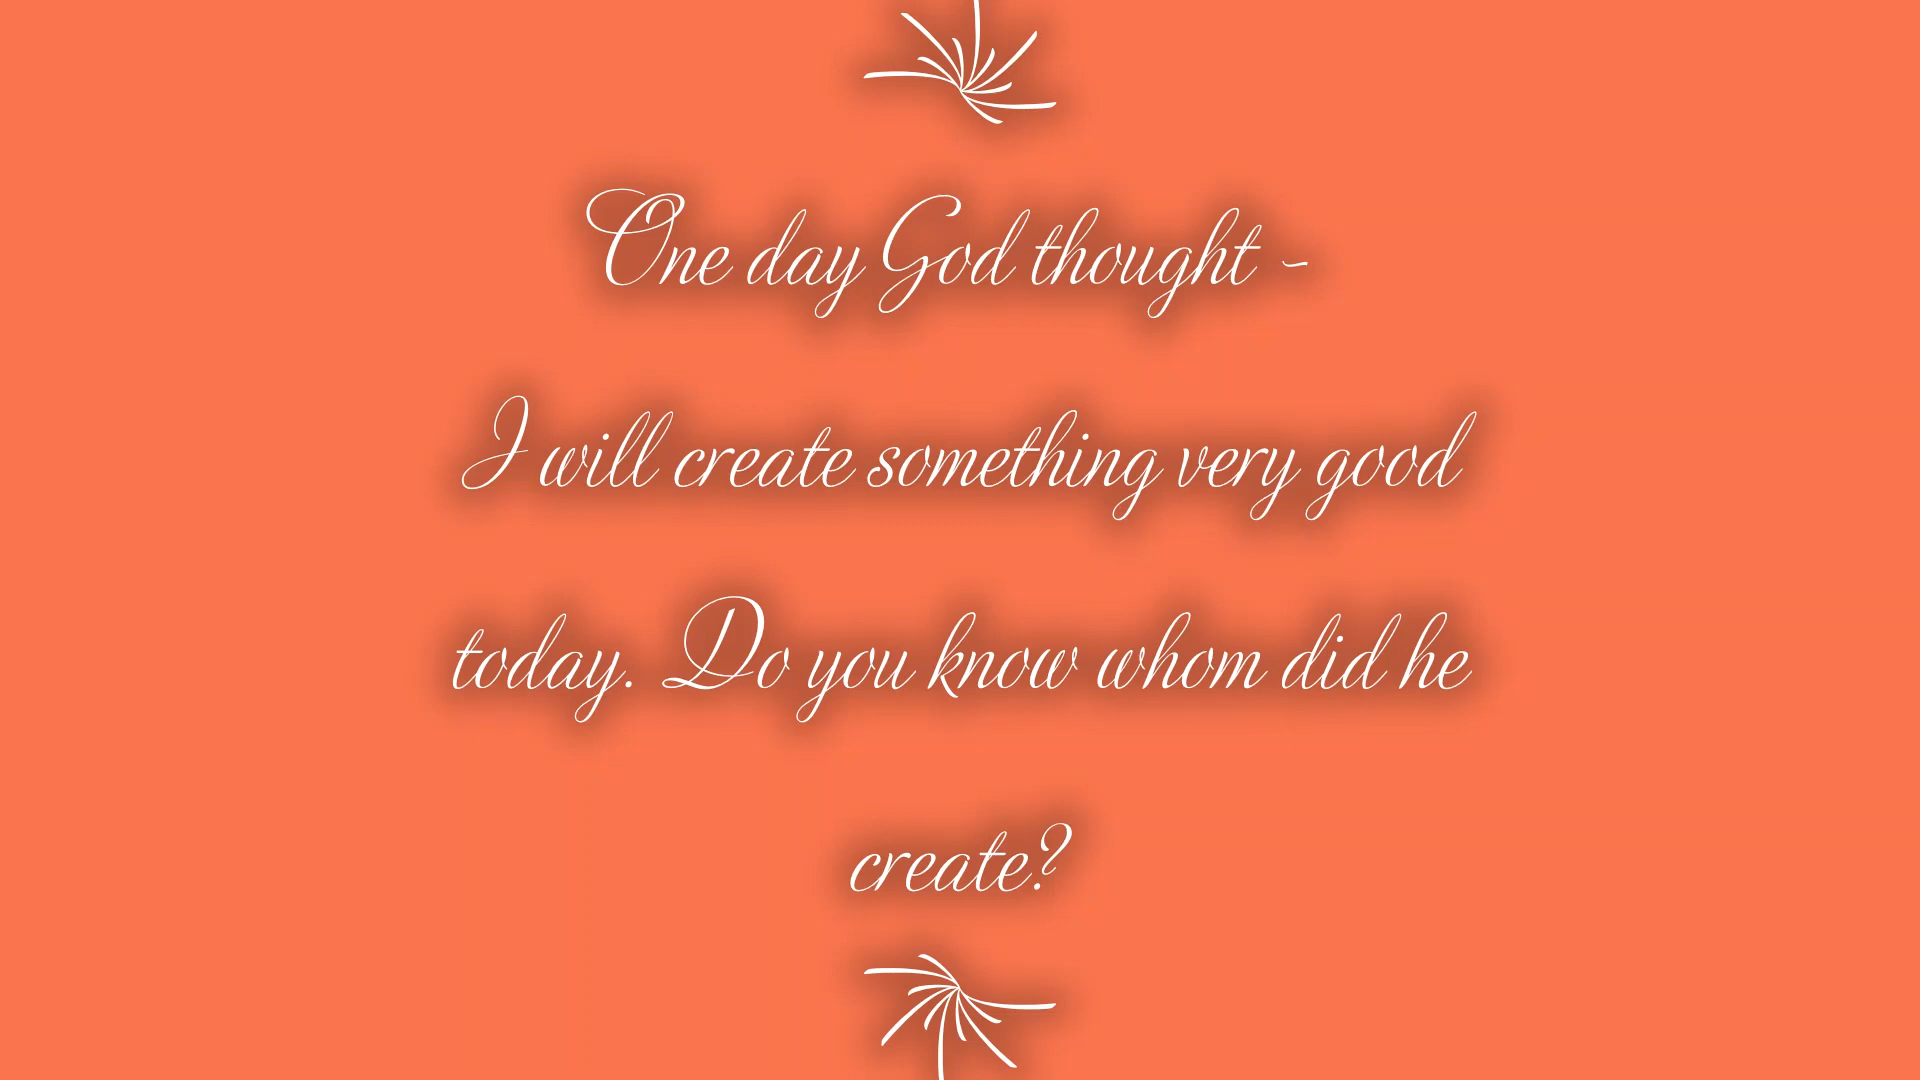 One day God thought -
I will create something very good
today. Do you know whom did he
create?